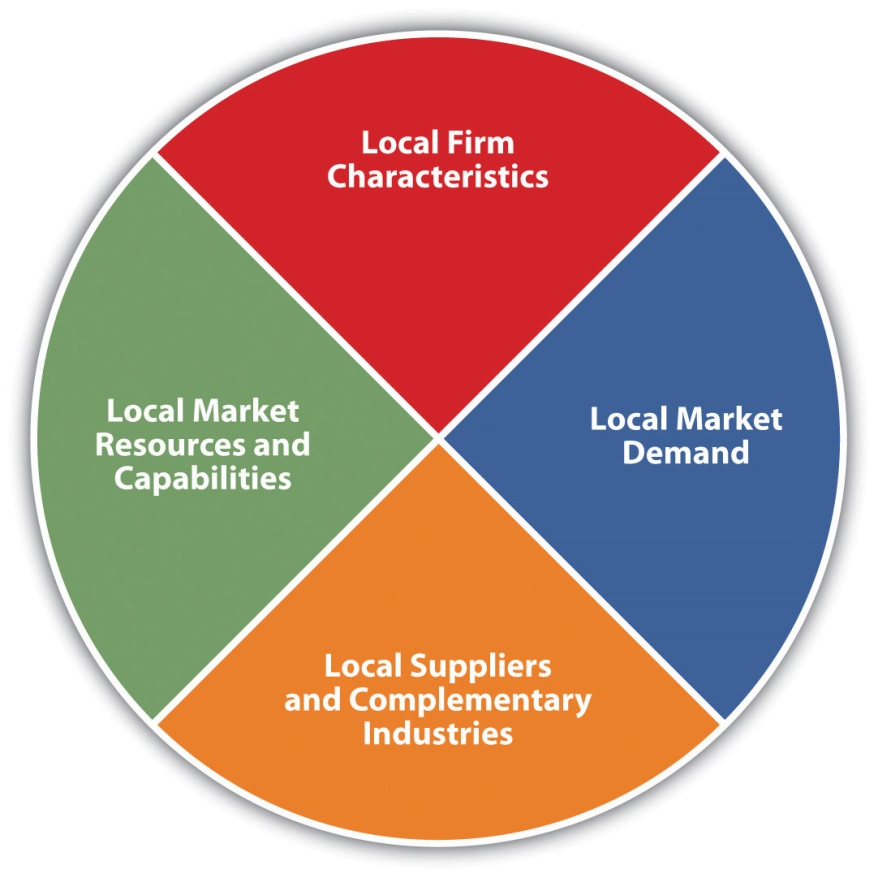 Local Firm
Characteristics
Local Market
Resources and
Capabilities
Local Market
Demand
Local Suppliers
and Complementary
Industries